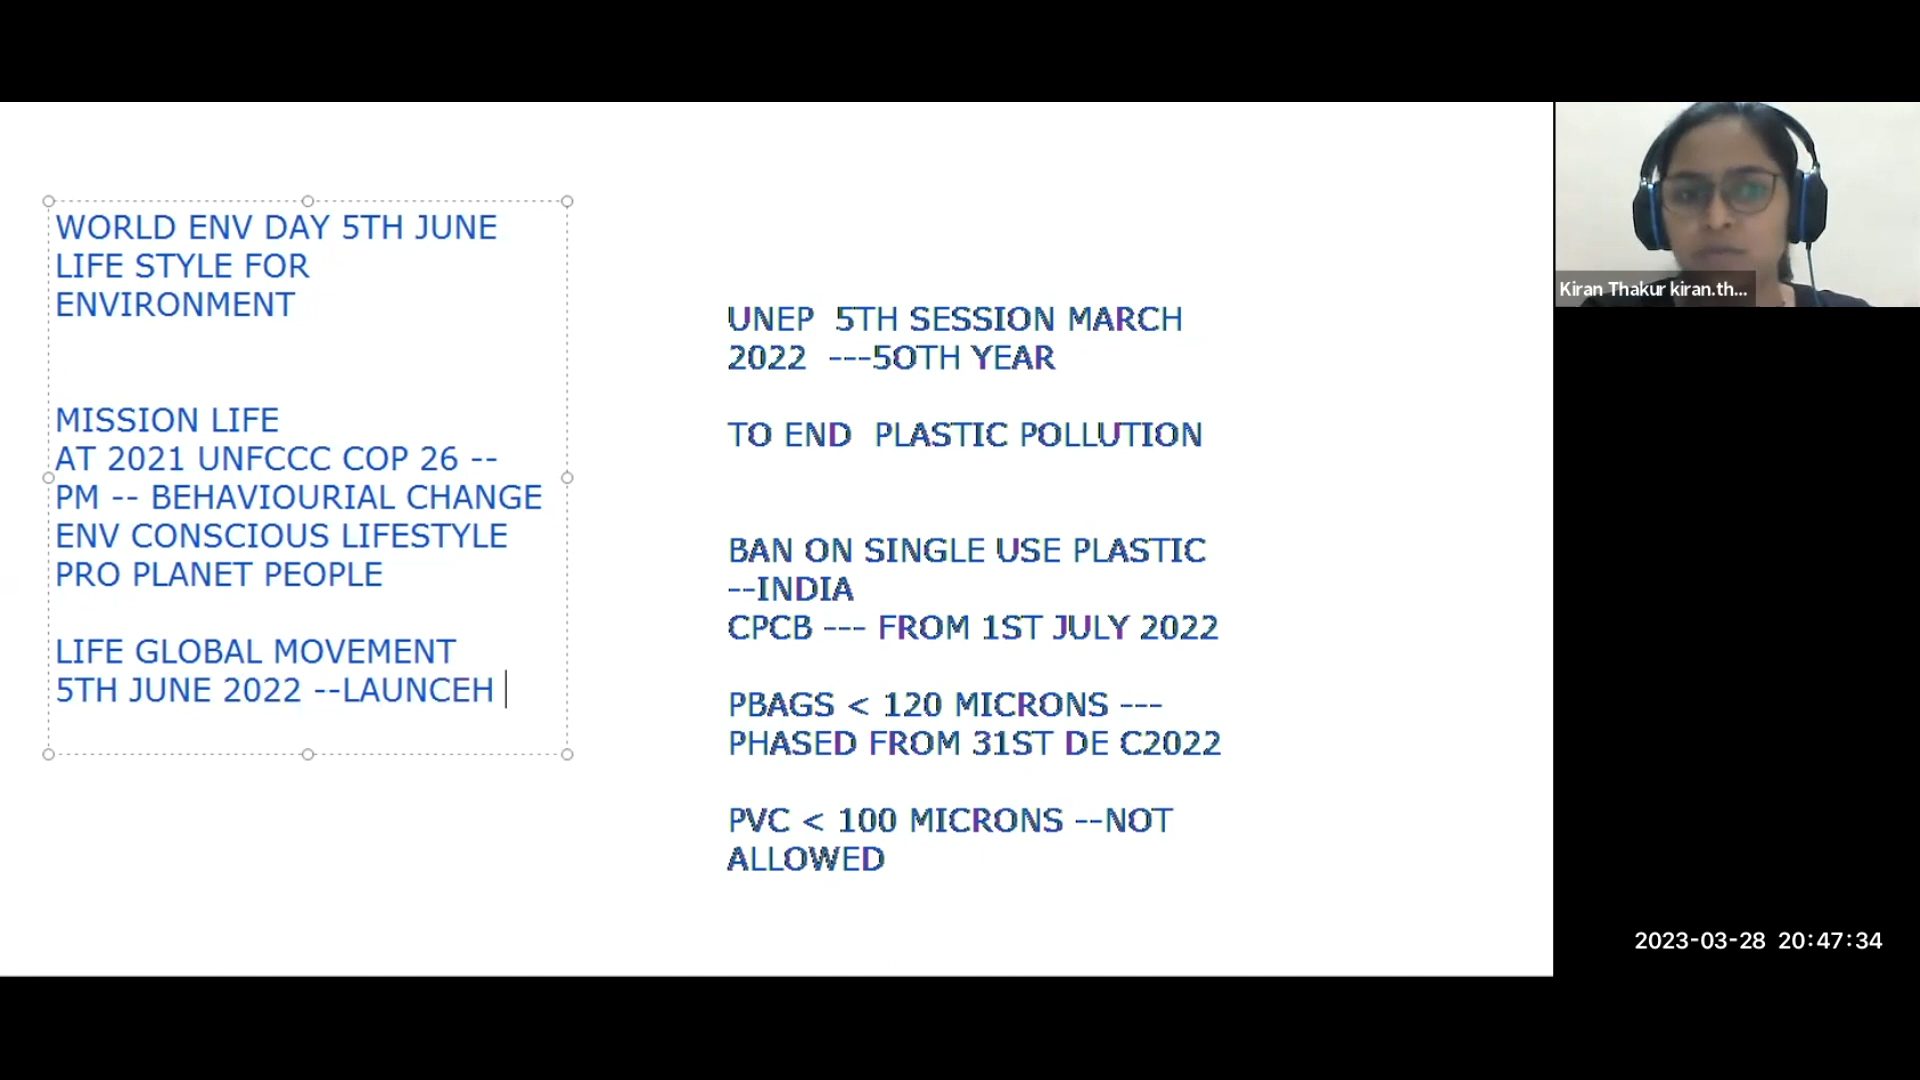 WORLD ENV DAY 5TH JUNE
LIFE STYLE FOR
ENVIRONMENT
MISSION LIFE
AT 2021 UNFCCC COP 26 --
PM -- BEHAVIOURIAL CHANGE
ENV CONSCIOUS LIFESTYLE
PRO PLANET PEOPLE
LIFE GLOBAL MOVEMENT
5TH JUNE 2022 --LAUNCEH
UNEP  5TH SESSION MARCH
2022  ---5OTH YEAR
TO END  PLASTIC POLLUTION
BAN ON SINGLE USE PLASTIC
--INDIA
CPCB --- FROM 1ST JULY 2022
PBAGS < 120 MICRONS ---
PHASED FROM 31ST DE C2022
PVC < 100 MICRONS --NOT
ALLOWED
Kiran Thakur kiran.th...
2023-03-28 20:47:34